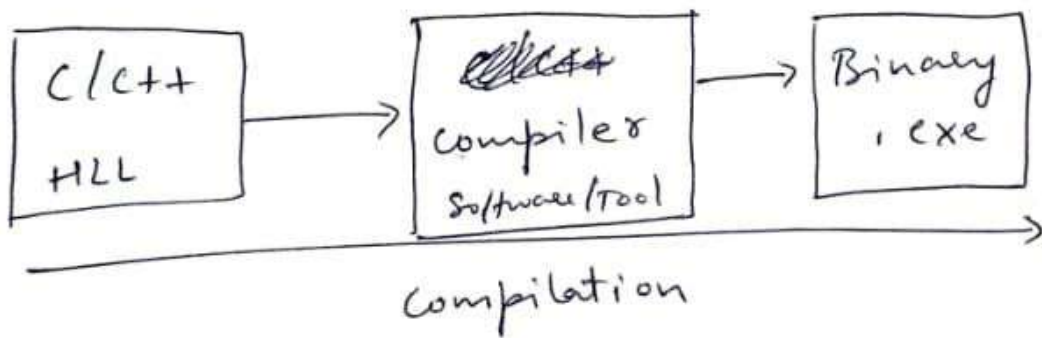 C/C++
HLL
compiler
Software/Tool
Binary
.exe
compilation